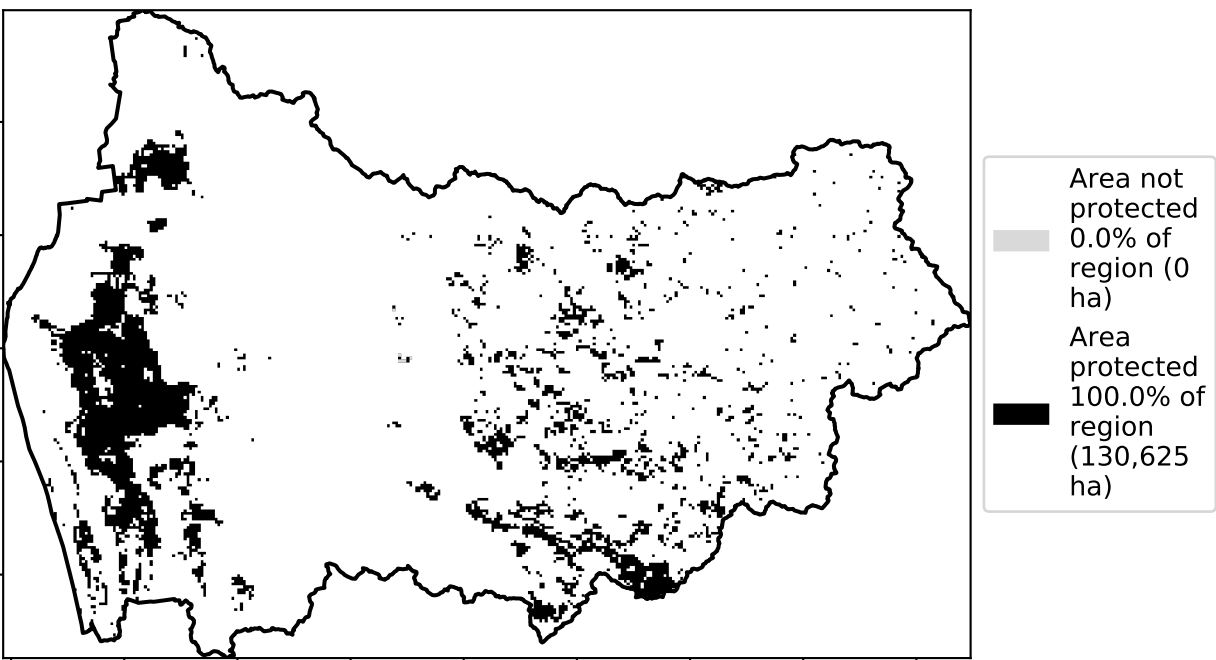 Area not
protected
0.0% of
region (0
ha)
Area
protected
100.0% of
region
(130,625
ha)